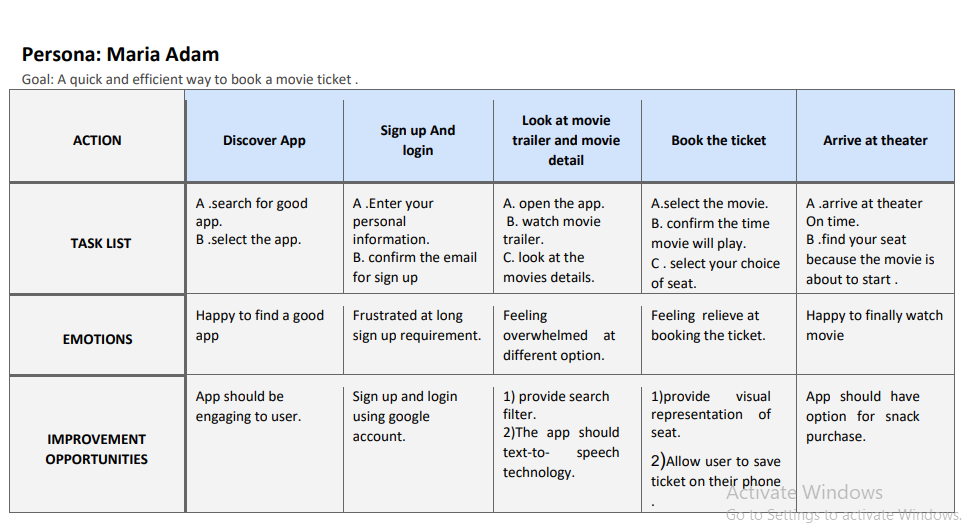 Persona: Maria Adam
Goal: A quick and efficient way to book a movie ticket .
ACTION
Discover App
Sign up And
login
Look at movie
trailer and movie
detail
Book the ticket
Arrive at theater
TASK LIST
A .search for good
app.
B .select the app.
A .Enter your
personal
information.
B. confirm the email
for sign up
A. open the app.
B. watch movie
trailer.
C. look at the
movies details.
A.select the movie.
B. confirm the time
movie will play.
C . select your choice
of seat.
A .arrive at theater
On time.
B .find your seat
because the movie is
about to start .
EMOTIONS
Happy to find a good
app
Frustrated at long
sign up requirement.
Feeling
overwhelmed at
different option.
Feeling relieve at
booking the ticket.
Happy to finally watch
movie
IMPROVEMENT
OPPORTUNITIES
App should be
engaging to user.
Sign up and login
using google
account.
1) provide search
filter.
2)The app should
text-to- speech
technology.
1)provide visual
representation of
seat.
2)Allow user to save
ticket on their phone
.
App should have
option for snack
purchase.
Activate Windows
Go to Settings to activate Windows.